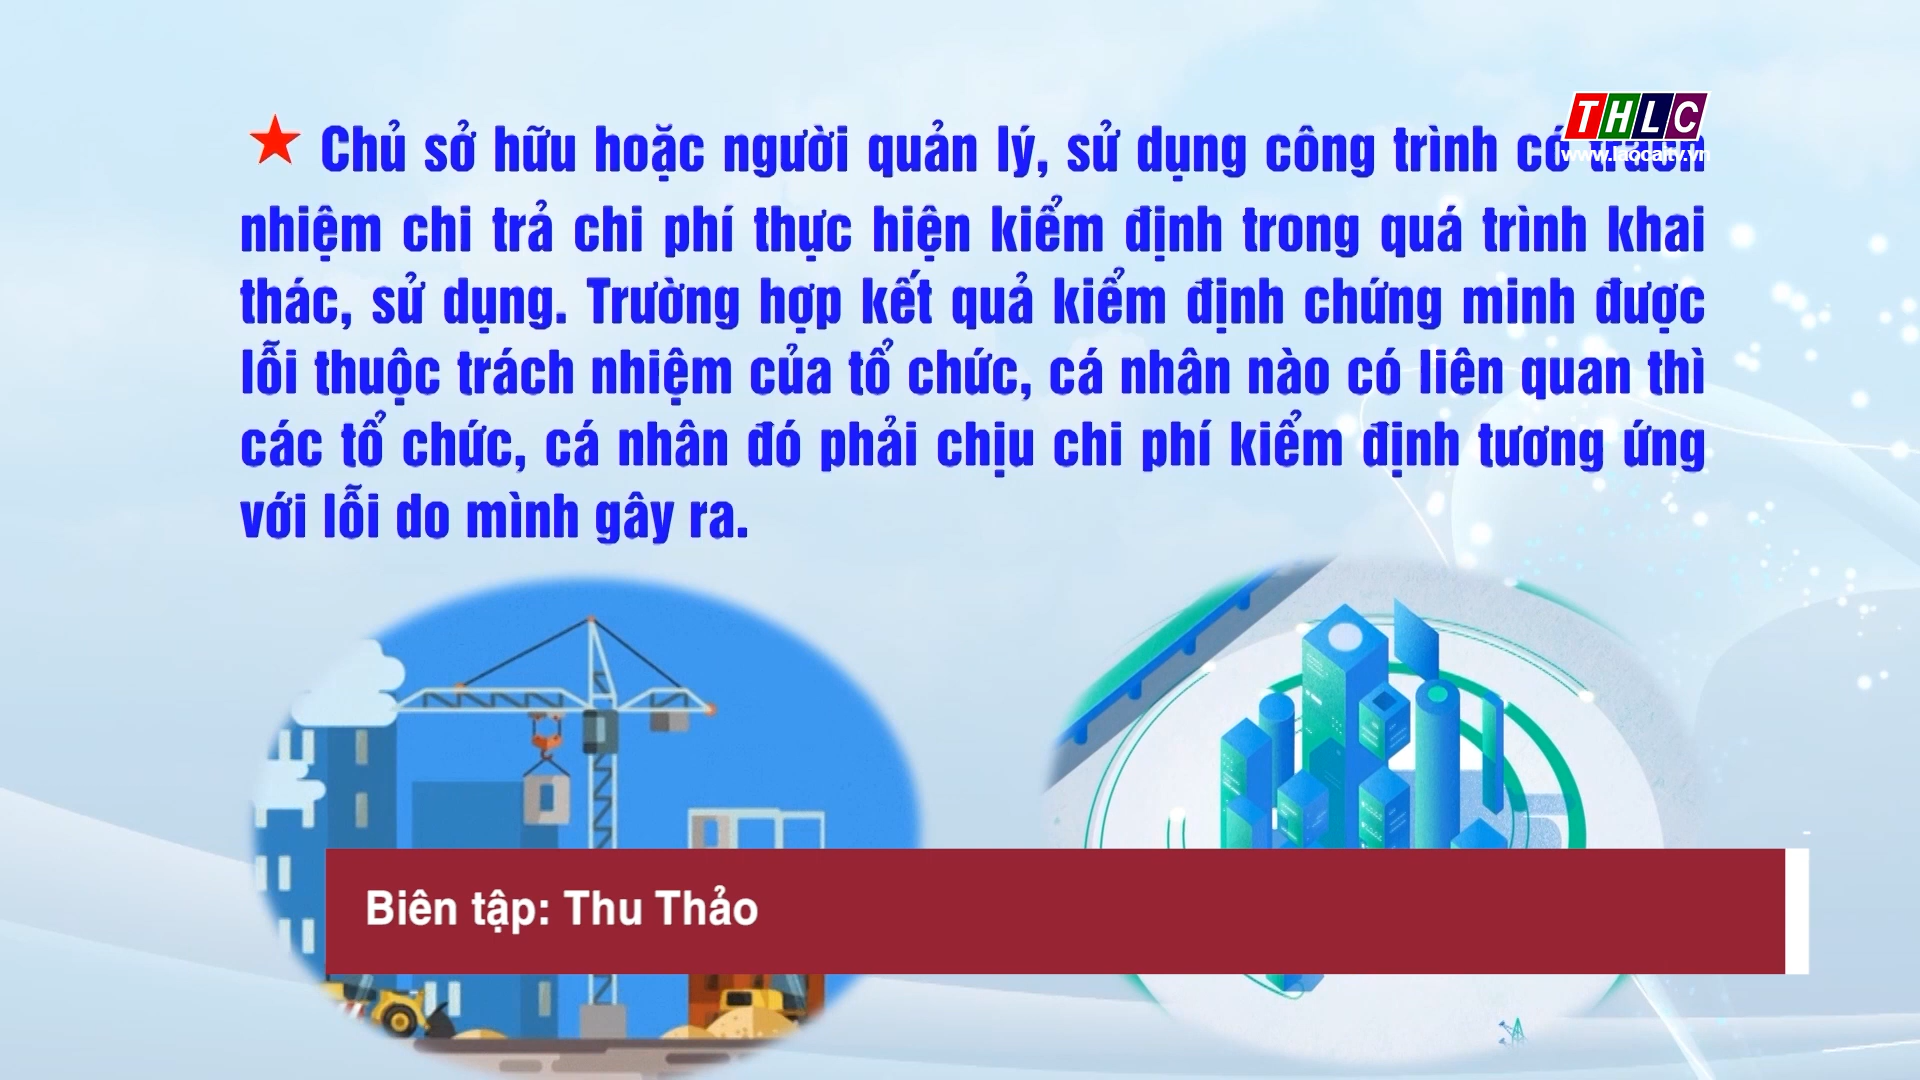 THLC
www.laocaitv.vn
Chủ sở hữu hoặc người quản lý, sử dụng công trình có trách
nhiệm chi trả chi phí thực hiện kiểm định trong quá trình khai
thác, sử dụng. Trường hợp kết quả kiểm định chứng minh được
lỗi thuộc trách nhiệm của tổ chức, cá nhân nào có liên quan thì
các tổ chức, cá nhân đó phải chịu chi phí kiểm định tương ứng
với lỗi do mình gây ra.
Biên tập: Thu Thảo